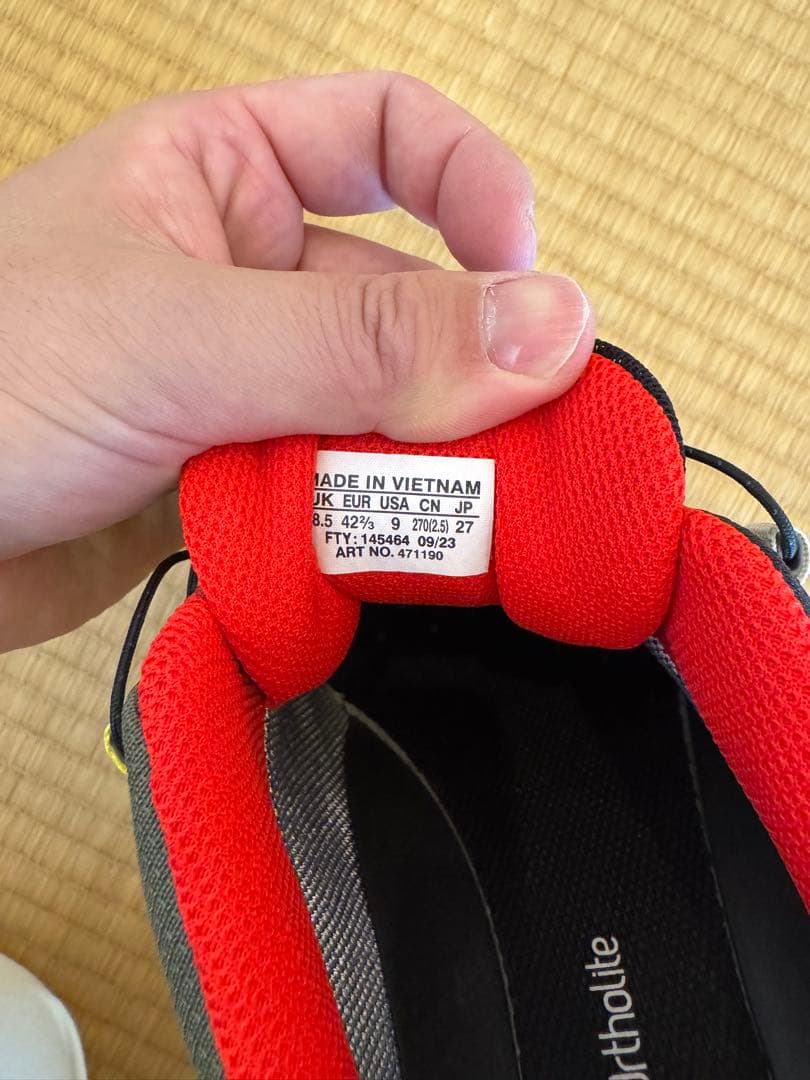 MADE IN VIETNAM
UK EUR USA CN JP
8.5 42⅔ 9 270(2.5) 27
FTY: 145464 09/23
ART NO. 471190
ortholite